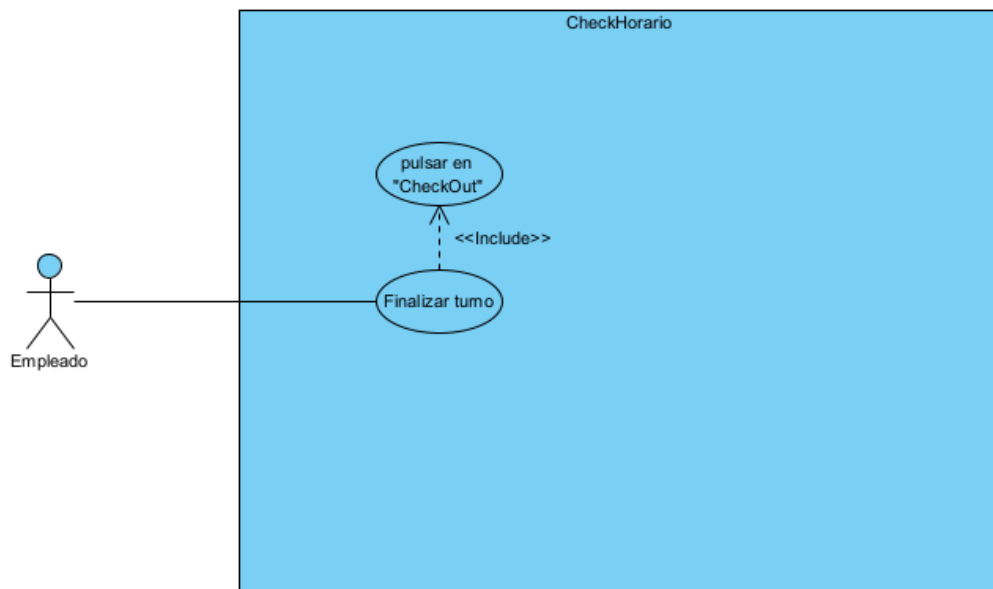 CheckHorario
pulsar en
"CheckOut"
<<Include>>
Finalizar turno
Empleado